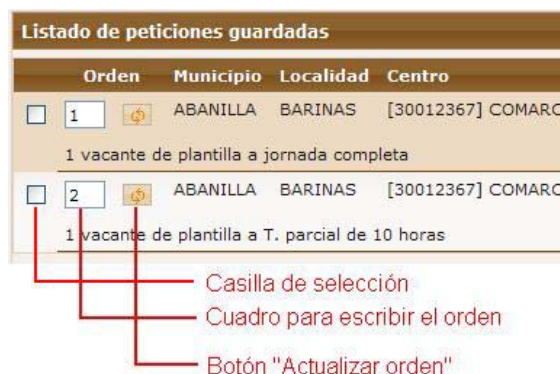 Listado de peticiones guardadas
Orden Municipio Localidad Centro
1 ABANILLA BARINAS [30012367] COMARC
1 vacante de plantilla a jornada completa
2 ABANILLA BARINAS [30012367] COMARC
1 vacante de plantilla a T. parcial de 10 horas
Casilla de selección
Cuadro para escribir el orden
Botón "Actualizar orden"